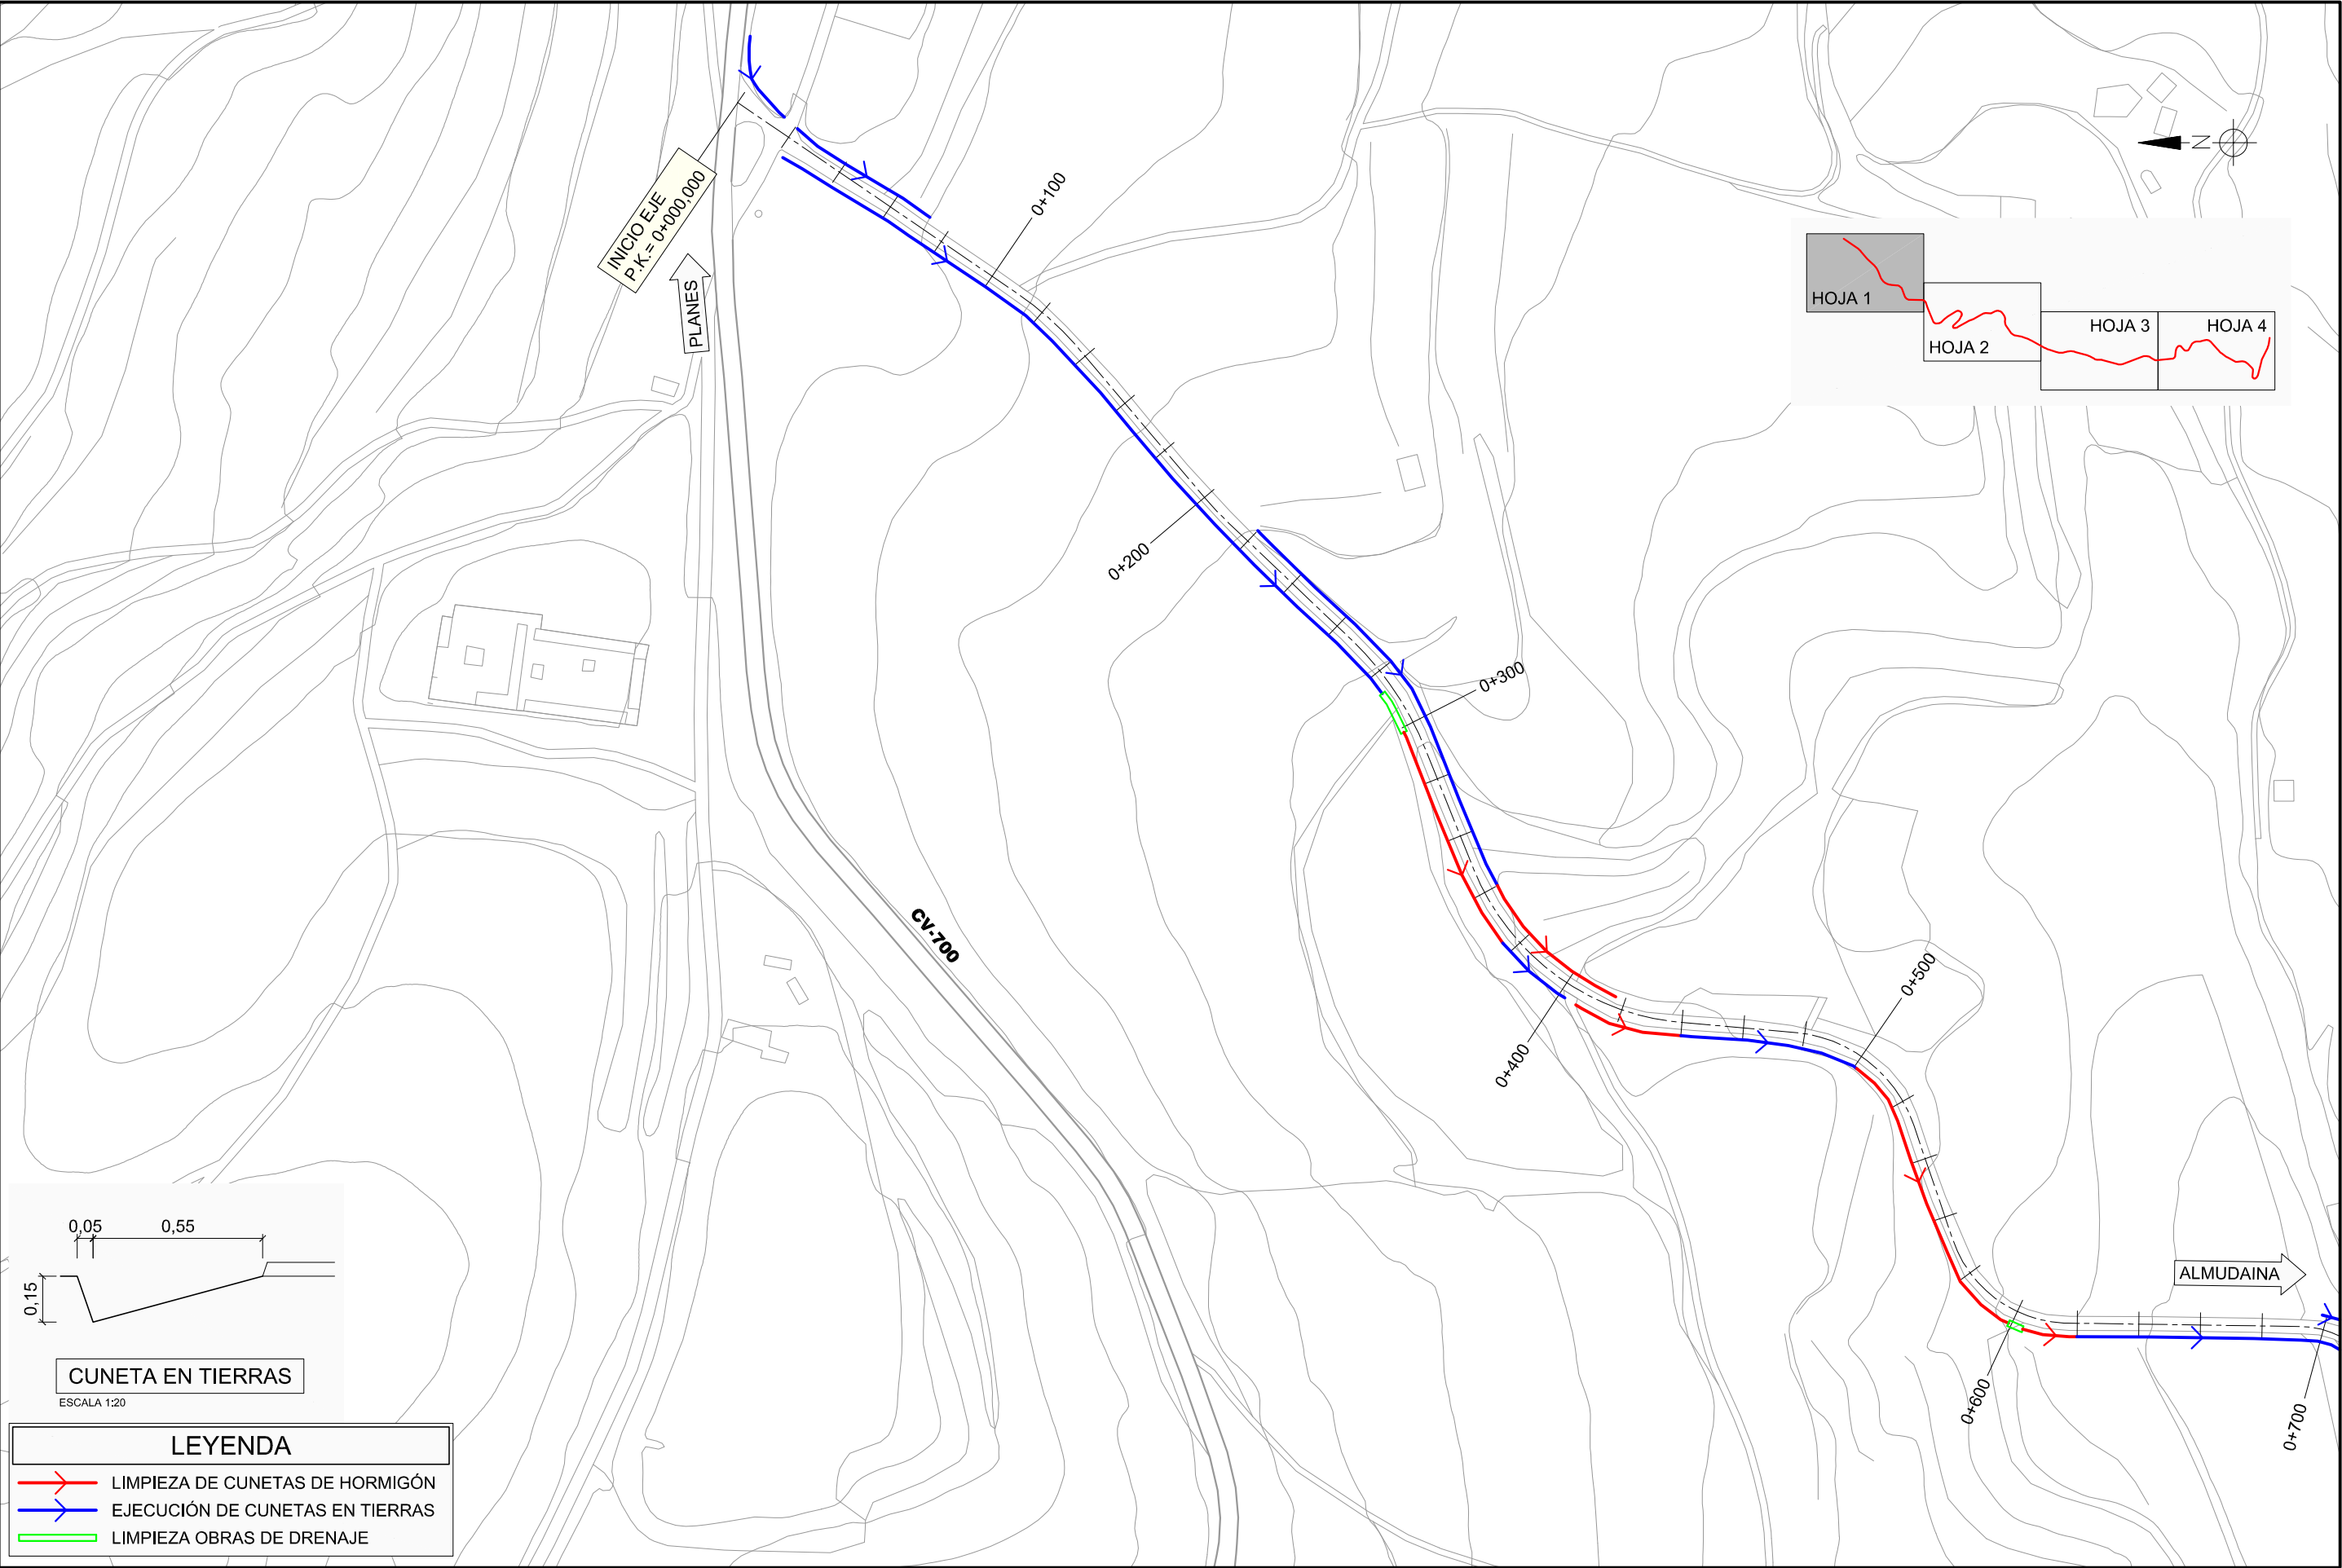 INICIO EJE
P.K.= 0+000,000
PLANES
0+100
N
HOJA 1
HOJA 2
HOJA 3
HOJA 4
0+200
0+300
CV-700
0+400
0+500
ALMUDAINA
0+600
0+700
0,05
0,55
0,15
CUNETA EN TIERRAS
ESCALA 1:20
LEYENDA
LIMPIEZA DE CUNETAS DE HORMIGÓN
EJECUCIÓN DE CUNETAS EN TIERRAS
LIMPIEZA OBRAS DE DRENAJE